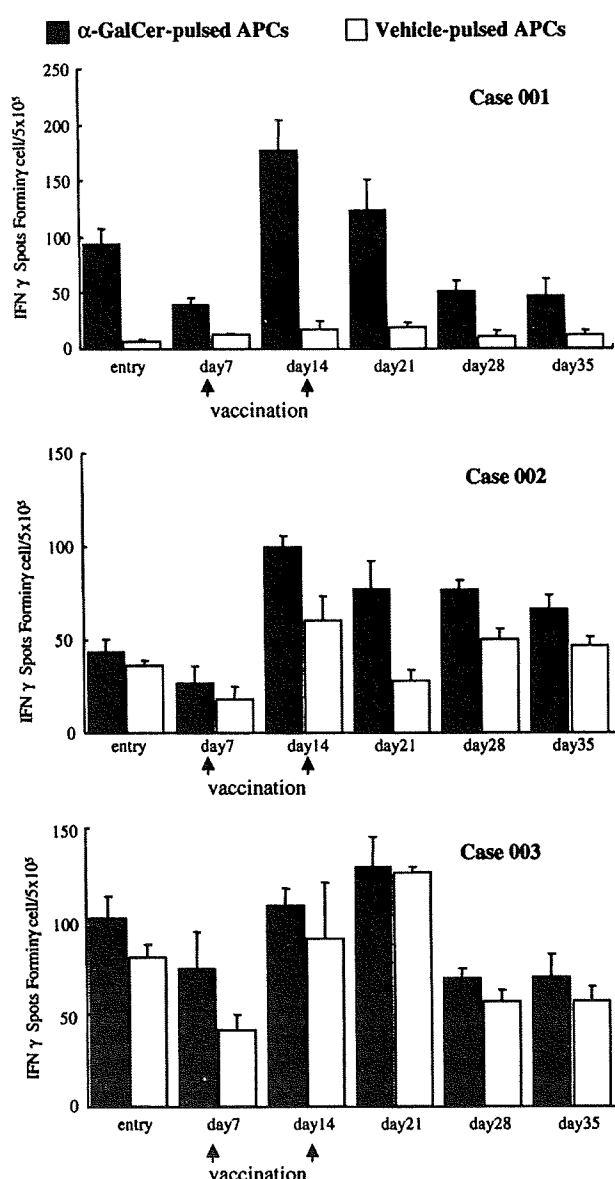 α-GalCer-pulsed APCs Vehicle-pulsed APCs
Case 001
IFN γ Spots Forminy cell/5x10⁵
250
200
150
100
50
0
entry day7 day14 day21 day28 day35
vaccination
Case 002
IFN γ Spots Forminy cell/5x10⁵
150
100
50
0
entry day7 day14 day21 day28 day35
vaccination
Case 003
IFN γ Spots Forminy cell/5x10⁵
150
100
50
0
entry day7 day14 day21 day28 day35
vaccination